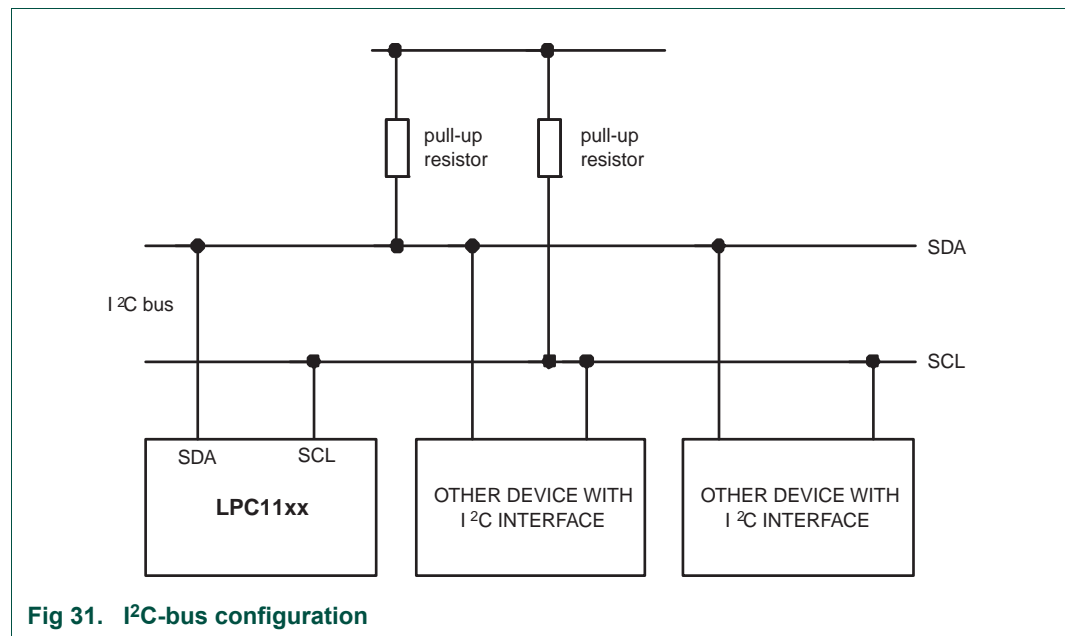 pull-up
resistor
pull-up
resistor
SDA
I ²C bus
SCL
SDA SCL
LPC11xx
OTHER DEVICE WITH
I ²C INTERFACE
OTHER DEVICE WITH
I ²C INTERFACE
Fig 31. I²C-bus configuration